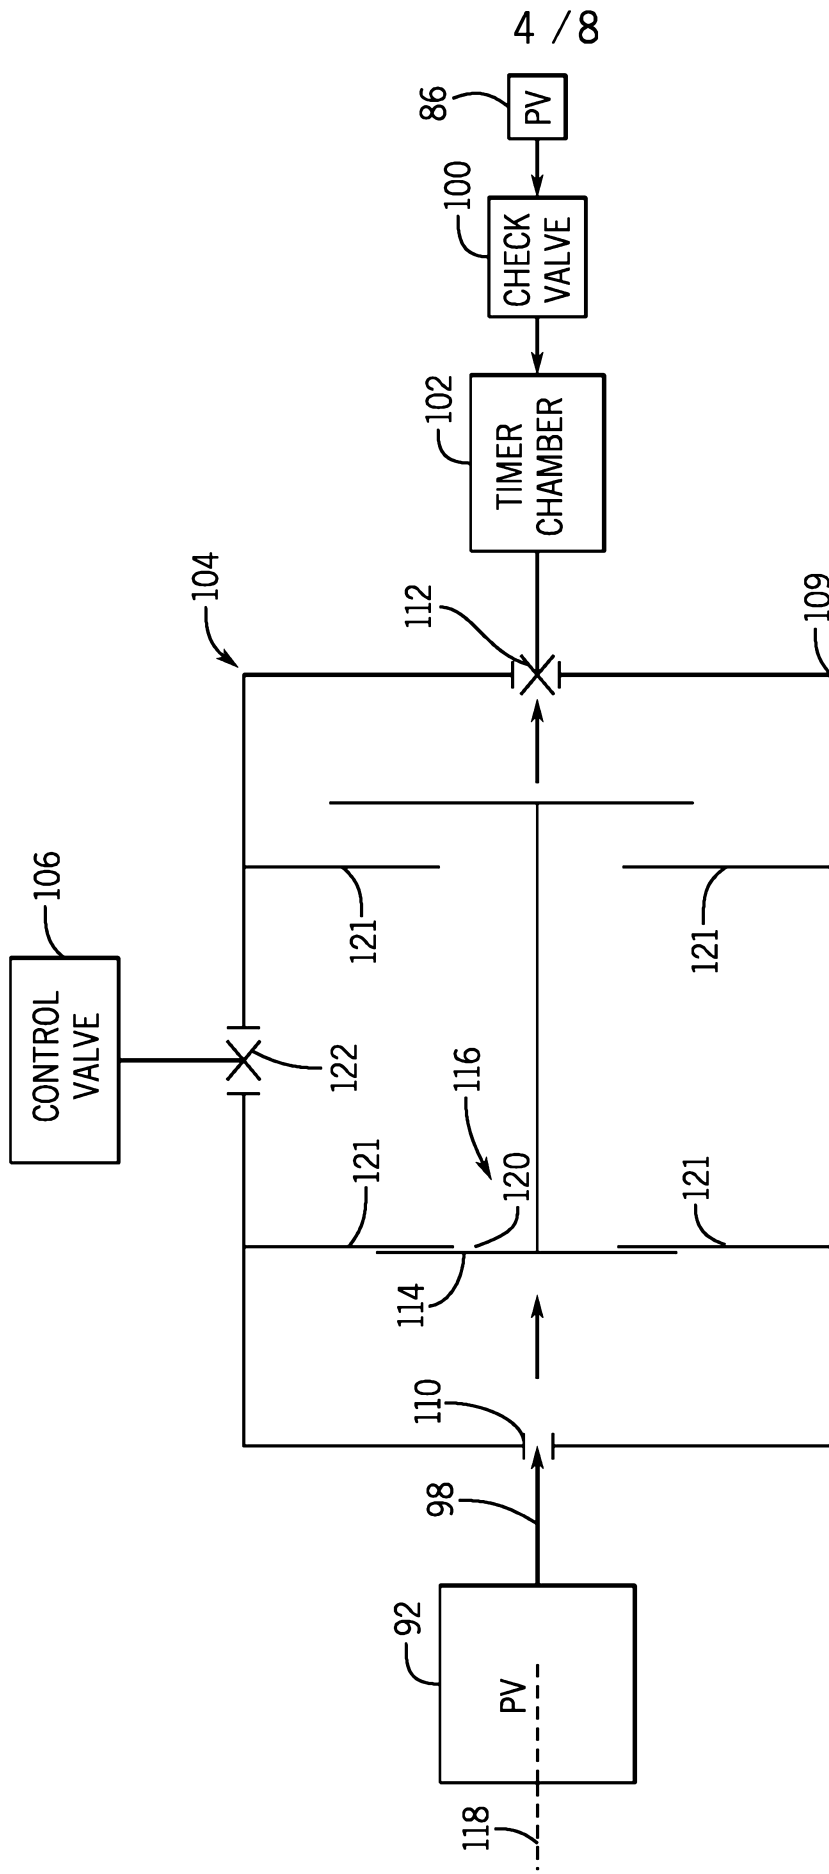 4 / 8
86
PV
100
CHECK
VALVE
102
TIMER
CHAMBER
104
112
109
106
CONTROL
VALVE
121
121
122
116
121
120
121
114
110
98
92
PV
118